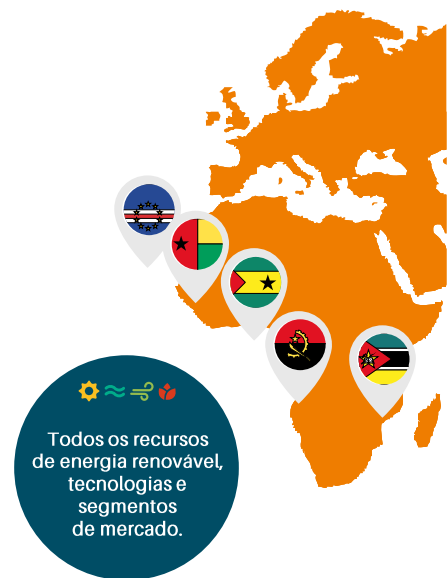 Todos os recursos
de energia renovável,
tecnologias e
segmentos
de mercado.